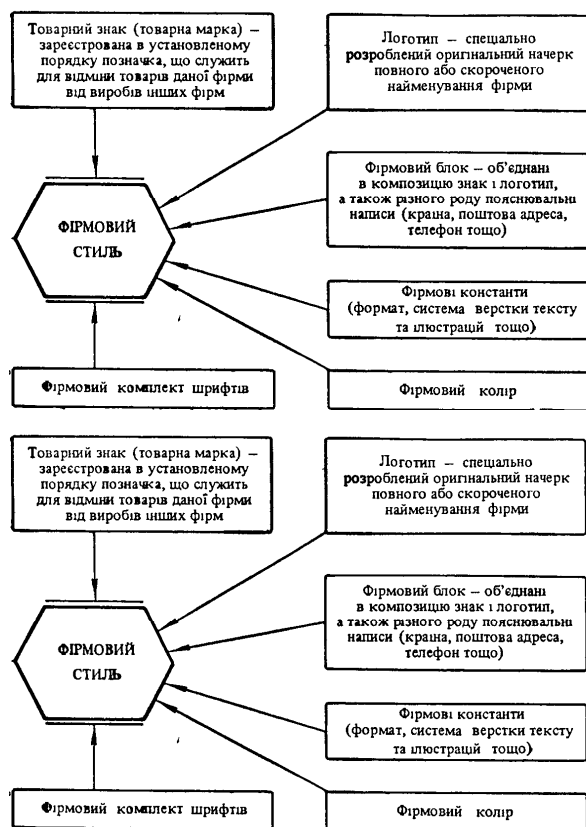 Товарний знак (товарна марка) –
зареєстрована в установленому
порядку позначка, що служить
для відміни товарів даної фірми
від виробів інших фірм
Логотип – спеціально
розроблений оригінальний начерк
повного або скороченого
найменування фірми
Фірмовий блок – об’єднані
в композицію знак і логотип,
а також різного роду пояснювальні
написи (країна, поштова адреса,
телефон тощо)
ФІРМОВИЙ
СТИЛЬ
Фірмові константи
(формат, система верстки тексту
та ілюстрацій тощо)
Фірмовий комплект шрифтів
Фірмовий колір
Товарний знак (товарна марка) –
зареєстрована в установленому
порядку позначка, що служить
для відміни товарів даної фірми
від виробів інших фірм
Логотип – спеціально
розроблений оригінальний начерк
повного або скороченого
найменування фірми
Фірмовий блок – об’єднані
в композицію знак і логотип,
а також різного роду пояснювальні
написи (країна, поштова адреса,
телефон тощо)
ФІРМОВИЙ
СТИЛЬ
Фірмові константи
(формат, система верстки тексту
та ілюстрацій тощо)
Фірмовий комплект шрифтів
Фірмовий колір